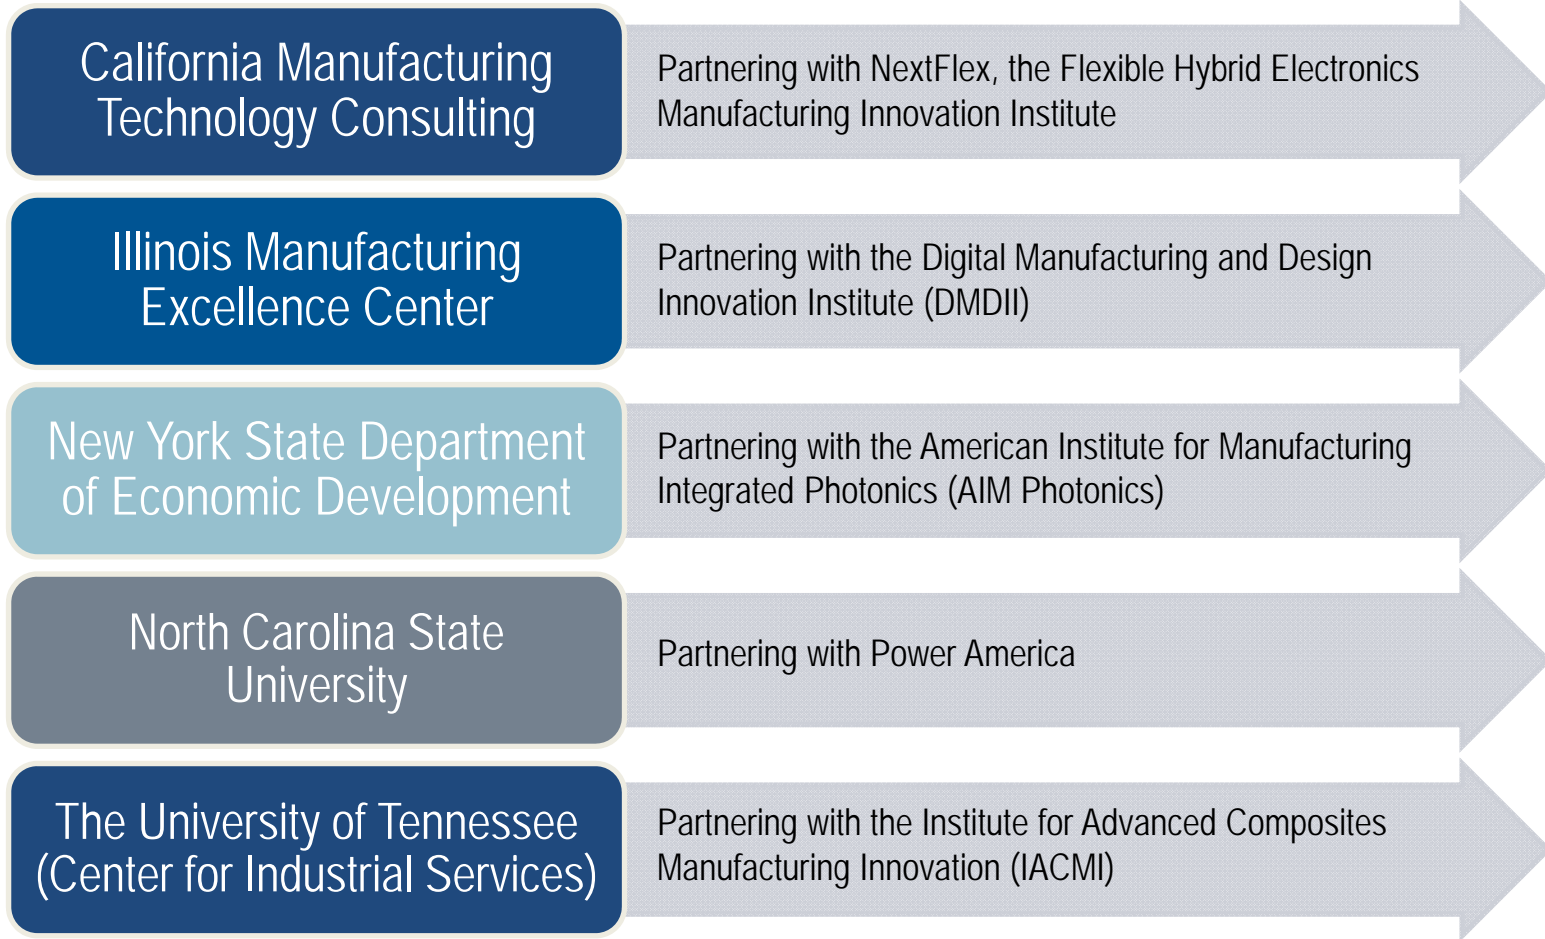 California Manufacturing
Technology Consulting
Partnering with NextFlex, the Flexible Hybrid Electronics
Manufacturing Innovation Institute
Illinois Manufacturing
Excellence Center
Partnering with the Digital Manufacturing and Design
Innovation Institute (DMDII)
New York State Department
of Economic Development
Partnering with the American Institute for Manufacturing
Integrated Photonics (AIM Photonics)
North Carolina State
University
Partnering with Power America
The University of Tennessee
(Center for Industrial Services)
Partnering with the Institute for Advanced Composites
Manufacturing Innovation (IACMI)